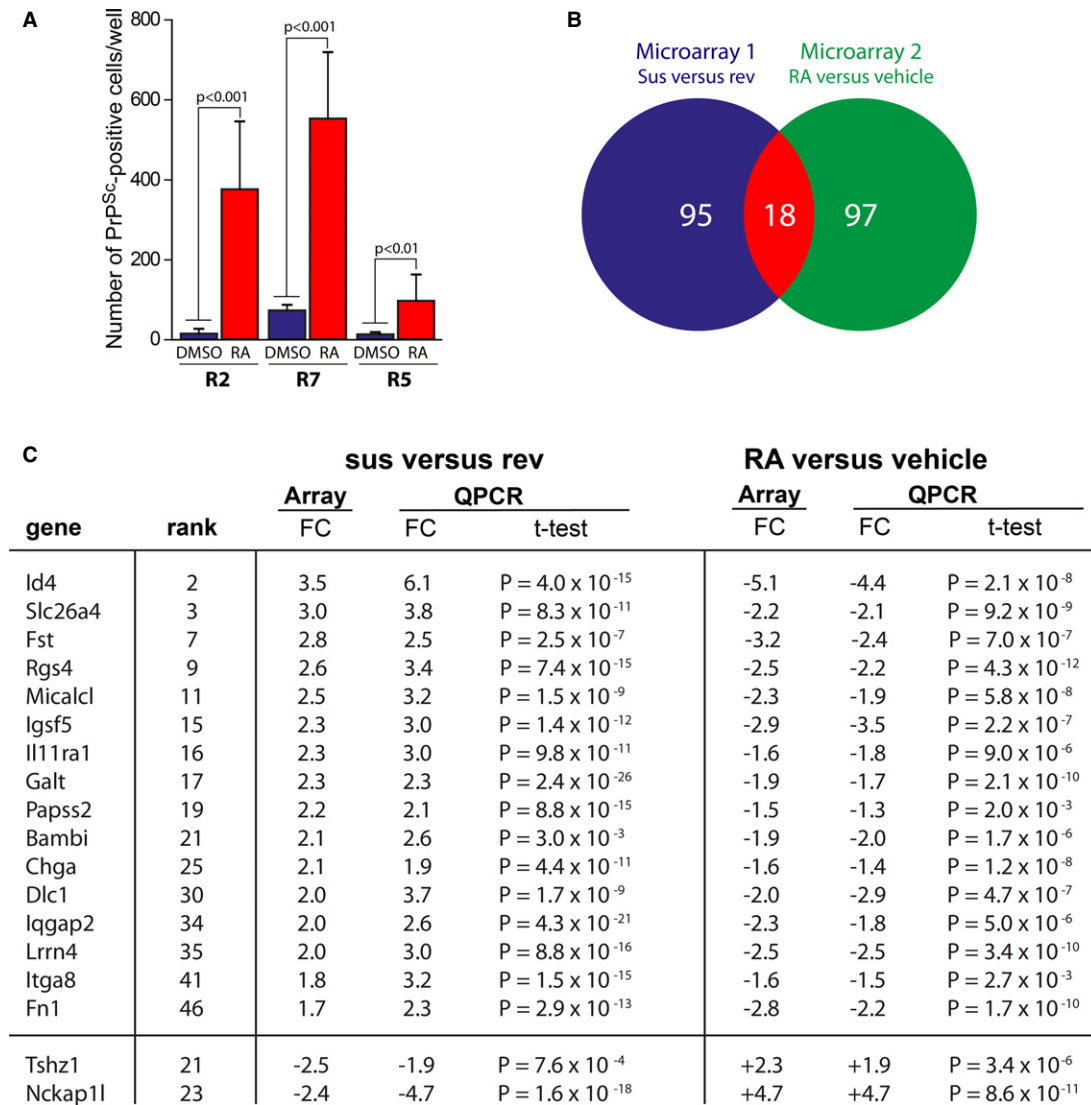 A
Number of PrPSc-positive cells/well
800
600
400
200
0
p<0.001
p<0.001
p<0.01
DMSO RA DMSO RA DMSO RA
R2 R7 R5
B
Microarray 1 Microarray 2
Sus versus rev RA versus vehicle
95 18 97
C
sus versus rev RA versus vehicle
Array QPCR Array QPCR
gene rank FC FC t-test FC FC t-test
Id4 2 3.5 6.1 P = 4.0 x 10-15 -5.1 -4.4 P = 2.1 x 10-8
Slc26a4 3 3.0 3.8 P = 8.3 x 10-11 -2.2 -2.1 P = 9.2 x 10-9
Fst 7 2.8 2.5 P = 2.5 x 10-7 -3.2 -2.4 P = 7.0 x 10-7
Rgs4 9 2.6 3.4 P = 7.4 x 10-15 -2.5 -2.2 P = 4.3 x 10-12
Micalcl 11 2.5 3.2 P = 1.5 x 10-9 -2.3 -1.9 P = 5.8 x 10-8
Igsf5 15 2.3 3.0 P = 1.4 x 10-12 -2.9 -3.5 P = 2.2 x 10-7
Il11ra1 16 2.3 3.0 P = 9.8 x 10-11 -1.6 -1.8 P = 9.0 x 10-6
Galt 17 2.3 2.3 P = 2.4 x 10-26 -1.9 -1.7 P = 2.1 x 10-10
Papss2 19 2.2 2.1 P = 8.8 x 10-15 -1.5 -1.3 P = 2.0 x 10-3
Bambi 21 2.1 2.6 P = 3.0 x 10-3 -1.9 -2.0 P = 1.7 x 10-6
Chga 25 2.1 1.9 P = 4.4 x 10-11 -1.6 -1.4 P = 1.2 x 10-8
Dlc1 30 2.0 3.7 P = 1.7 x 10-9 -2.0 -2.9 P = 4.7 x 10-7
Iqgap2 34 2.0 2.6 P = 4.3 x 10-21 -2.3 -1.8 P = 5.0 x 10-6
Lrrn4 35 2.0 3.0 P = 8.8 x 10-16 -2.5 -2.5 P = 3.4 x 10-10
Itga8 41 1.8 3.2 P = 1.5 x 10-15 -1.6 -1.5 P = 2.7 x 10-3
Fn1 46 1.7 2.3 P = 2.9 x 10-13 -2.8 -2.2 P = 1.7 x 10-10
Tshz1 21 -2.5 -1.9 P = 7.6 x 10-4 +2.3 +1.9 P = 3.4 x 10-6
Nckap1l 23 -2.4 -4.7 P = 1.6 x 10-18 +4.7 +4.7 P = 8.6 x 10-11